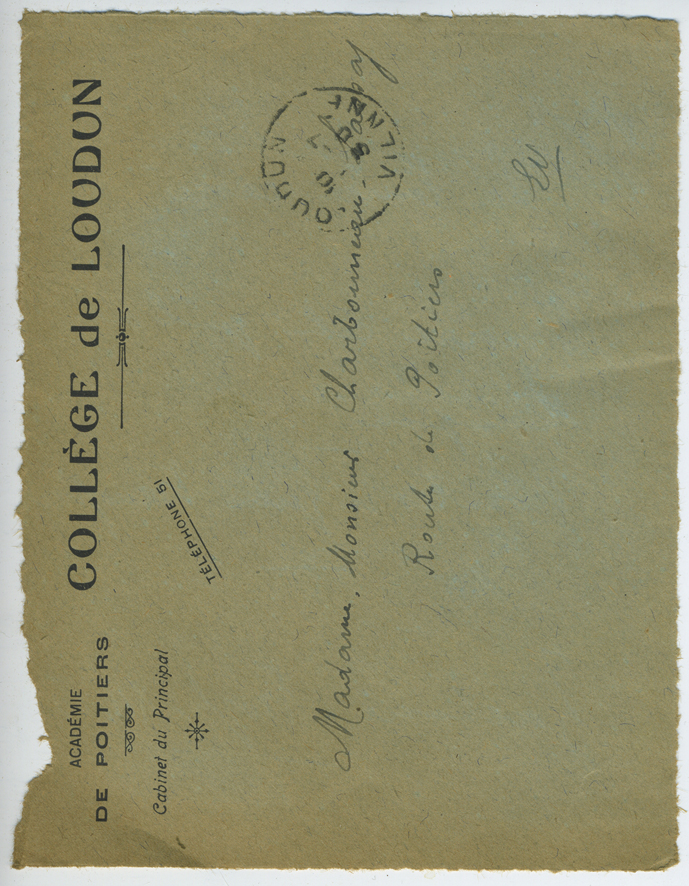 ACADÉMIE
DE POITIERS
Cabinet du Principal
COLLÈGE de LOUDUN
TÉLÉPHONE 51
LOUDUN
VIENNE
Madame, Monsieur Charbonneau-
Route de Poitiers
EV